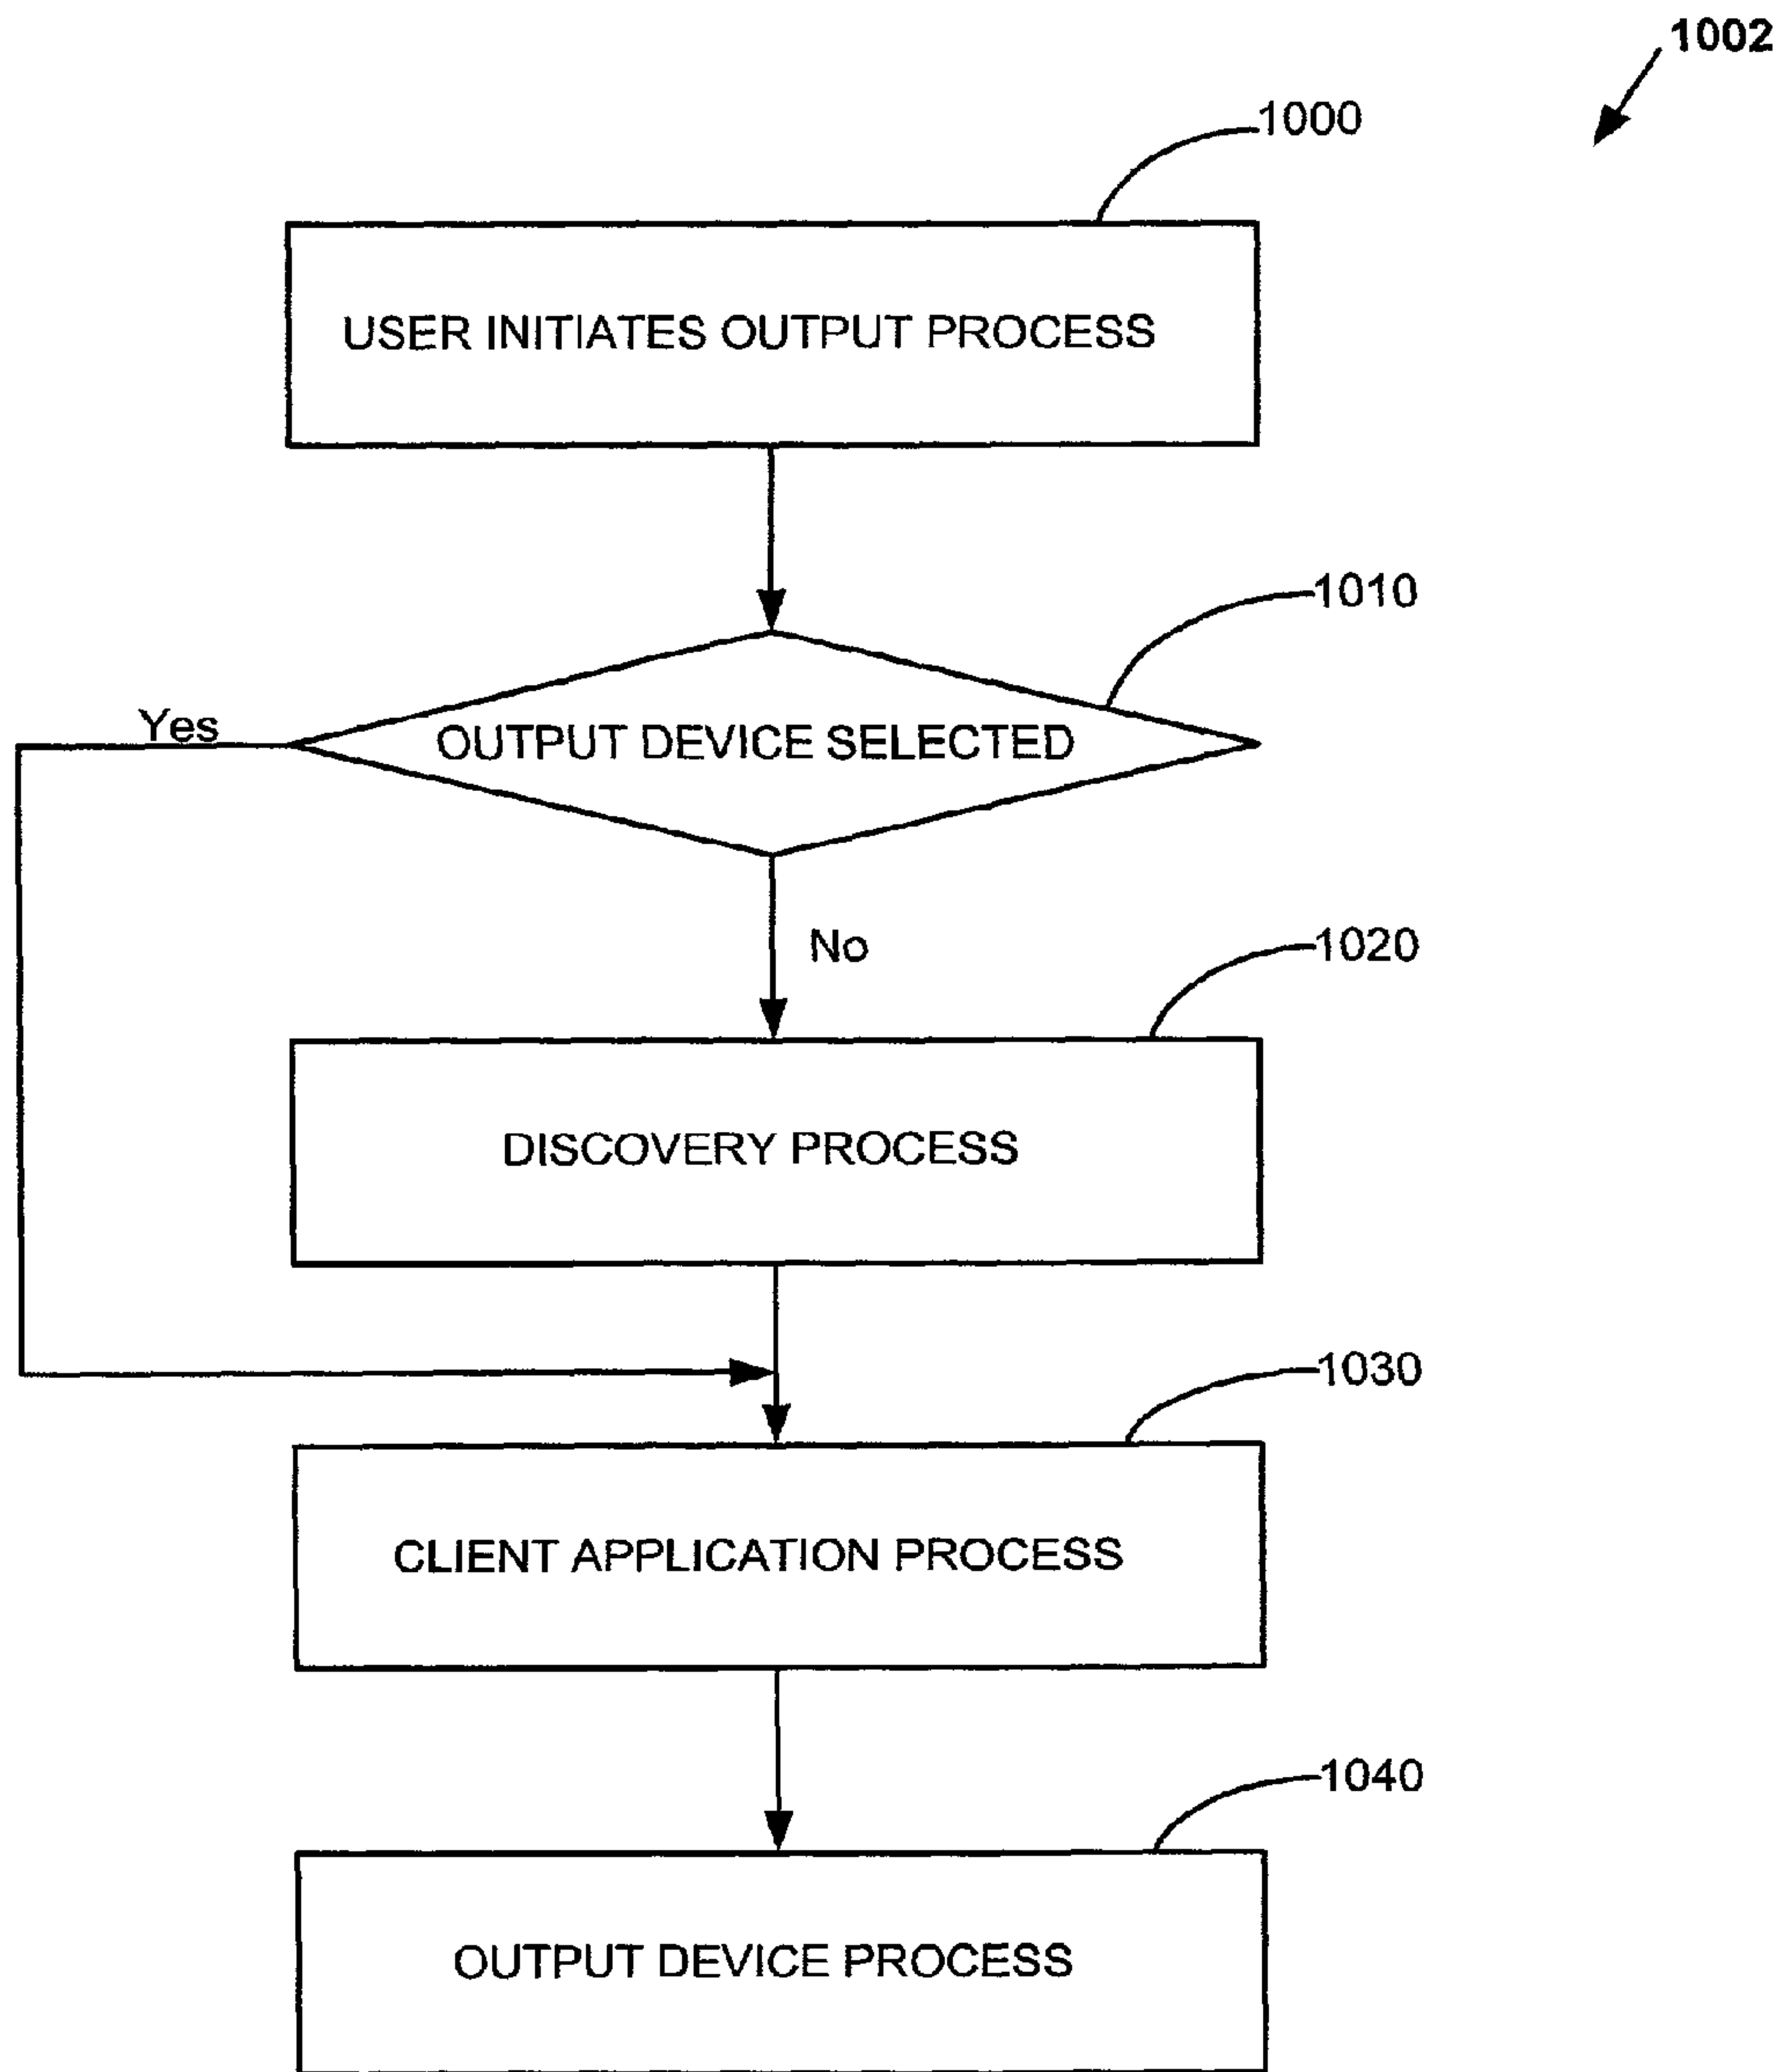 1002
1000
USER INITIATES OUTPUT PROCESS
1010
Yes
OUTPUT DEVICE SELECTED
No
1020
DISCOVERY PROCESS
1030
CLIENT APPLICATION PROCESS
1040
OUTPUT DEVICE PROCESS